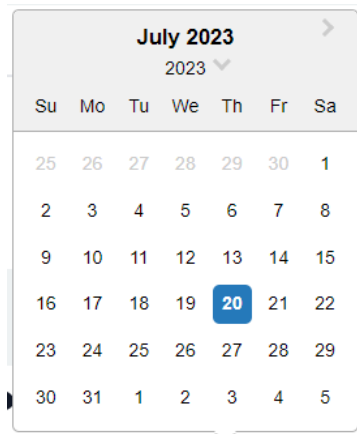 July 2023
2023
Su Mo Tu We Th Fr Sa
25 26 27 28 29 30 1
2 3 4 5 6 7 8
9 10 11 12 13 14 15
16 17 18 19 20 21 22
23 24 25 26 27 28 29
30 31 1 2 3 4 5